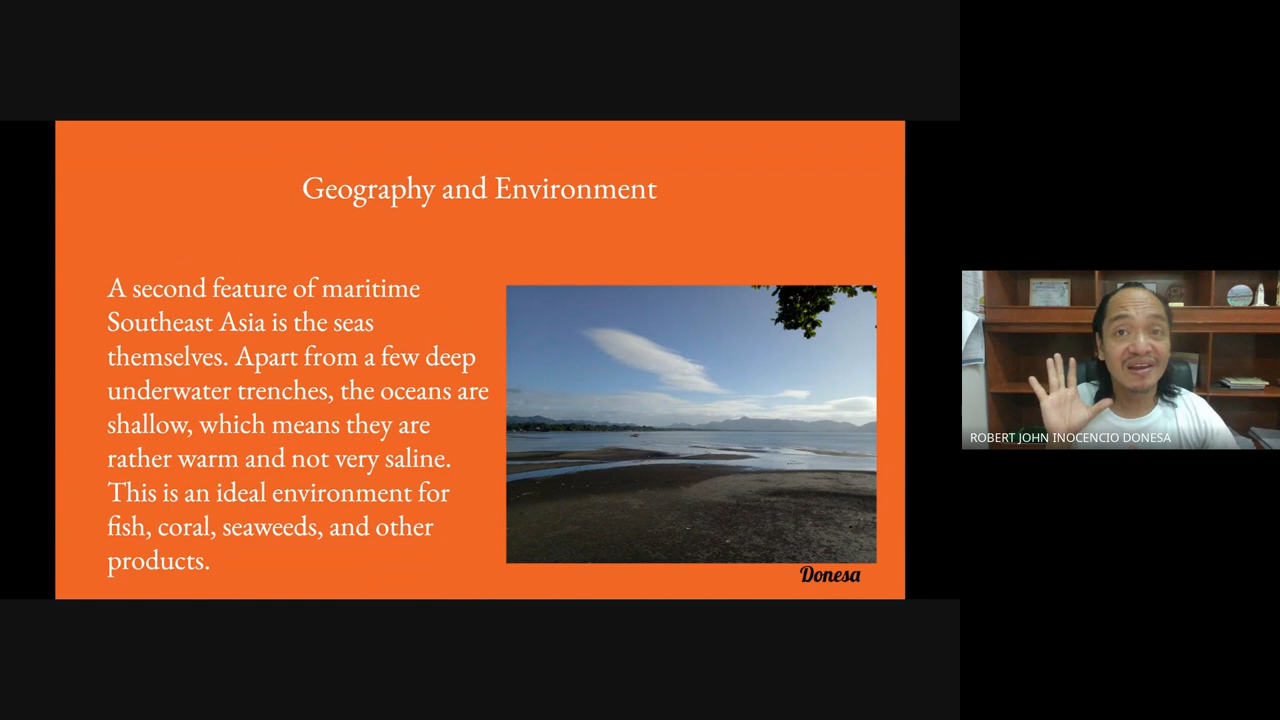 Geography and Environment
A second feature of maritime
Southeast Asia is the seas
themselves. Apart from a few deep
underwater trenches, the oceans are
shallow, which means they are
rather warm and not very saline.
This is an ideal environment for
fish, coral, seaweeds, and other
products.
Donesa
ROBERT JOHN INOCENCIO DONESA